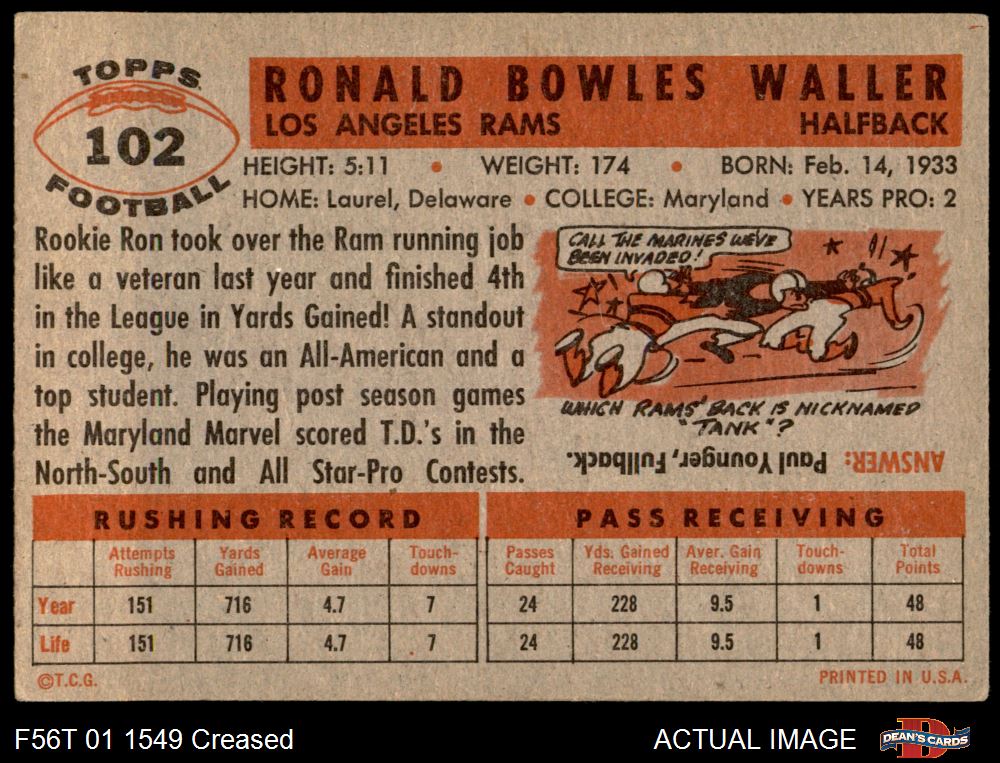 TOPPS
102
FOOTBALL
RONALD BOWLES WALLER
LOS ANGELES RAMS HALFBACK
HEIGHT: 5:11 • WEIGHT: 174 • BORN: Feb. 14, 1933
HOME: Laurel, Delaware • COLLEGE: Maryland • YEARS PRO: 2
Rookie Ron took over the Ram running job
like a veteran last year and finished 4th
in the League in Yards Gained! A standout
in college, he was an All-American and a
top student. Playing post season games
the Maryland Marvel scored T.D.'s in the
North-South and All Star-Pro Contests.
CALL THE MARINES WE'VE
BEEN INVADED!
WHICH RAMS' BACK IS NICKNAMED
"TANK"?
ANSWER: Paul Younger, Fullback.
RUSHING RECORD PASS RECEIVING
Attempts Rushing Yards Gained Average Gain Touch-downs Passes Caught Yds. Gained Receiving Aver. Gain Receiving Touch-downs Total Points
Year 151 716 4.7 7 24 228 9.5 1 48
Life 151 716 4.7 7 24 228 9.5 1 48
©T.C.G. PRINTED IN U.S.A.
F56T 01 1549 Creased ACTUAL IMAGE DEAN'S CARDS